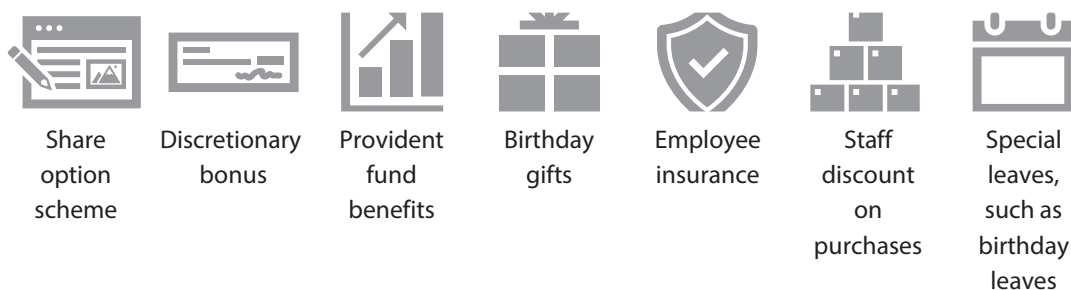 Share
option
scheme
Discretionary
bonus
Provident
fund
benefits
Birthday
gifts
Employee
insurance
Staff
discount
on
purchases
Special
leaves,
such as
birthday
leaves